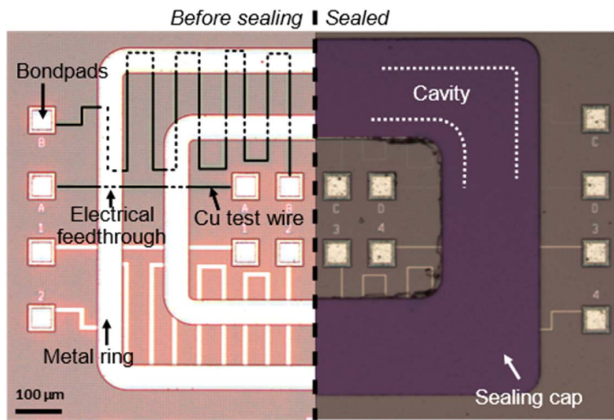 Before sealing Sealed
Bondpads
Cavity
B
C
A
A B C D
D
Electrical
feedthrough
Cu test wire
1
1 2 3 4
3
2
4
Metal ring
Sealing cap
100 µm